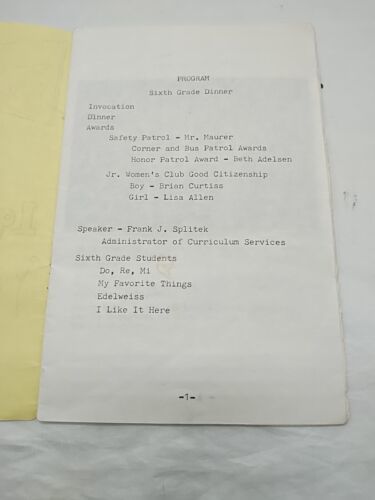 PROGRAM
Sixth Grade Dinner
Invocation
Dinner
Awards
Safety Patrol - Mr. Maurer
Corner and Bus Patrol Awards
Honor Patrol Award - Beth Adelsen
Jr. Women's Club Good Citizenship
Boy - Brian Curtiss
Girl - Lisa Allen
Speaker - Frank J. Splitek
Administrator of Curriculum Services
Sixth Grade Students
Do, Re, Mi
My Favorite Things
Edelweiss
I Like It Here
-1-